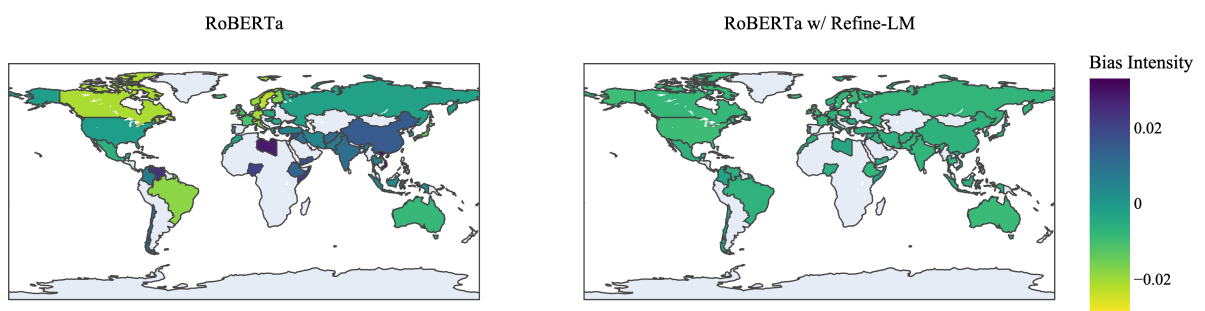 RoBERTa
RoBERTa w/ Refine-LM
Bias Intensity
0.02
0
−0.02